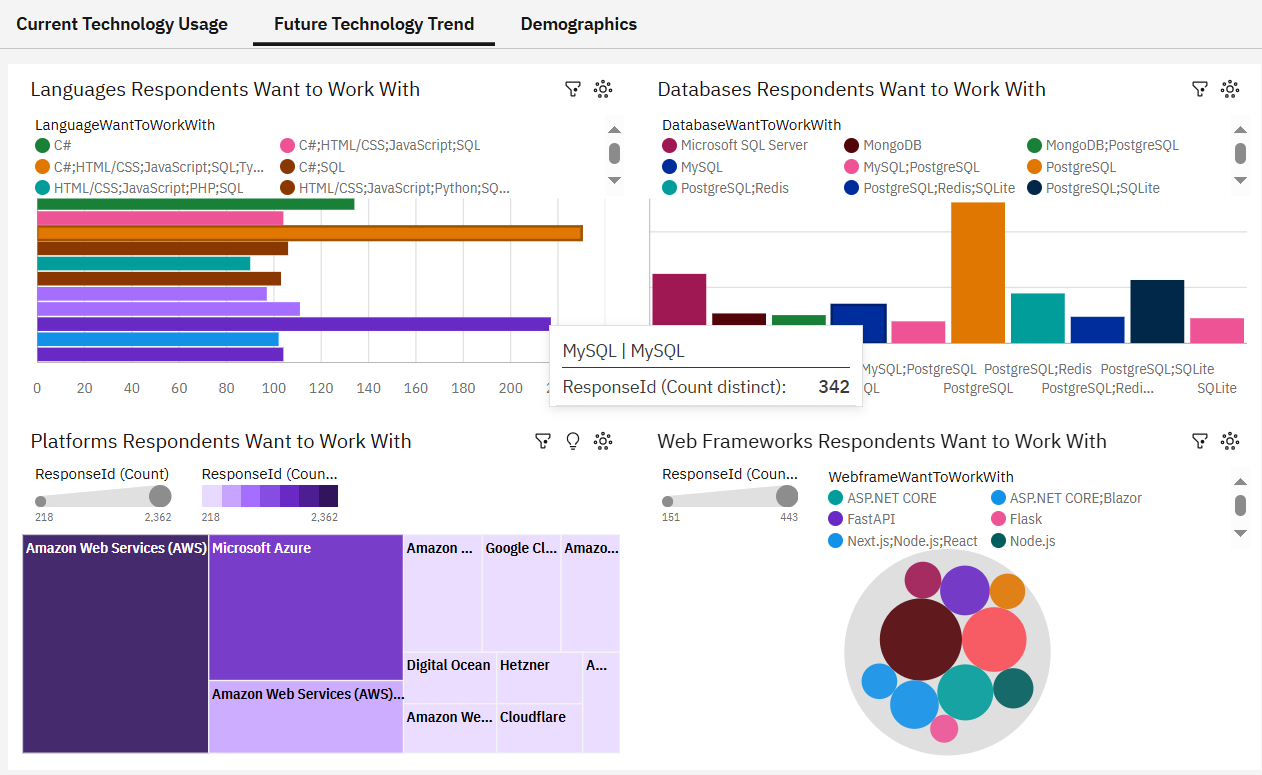 Current Technology Usage
Future Technology Trend
Demographics
Languages Respondents Want to Work With
LanguageWantToWorkWith
C#
C#;HTML/CSS;JavaScript;SQL
C#;HTML/CSS;JavaScript;SQL;Ty...
C#;SQL
HTML/CSS;JavaScript;PHP;SQL
HTML/CSS;JavaScript;Python;SQ...
0 20 40 60 80 100 120 140 160 180 200
Databases Respondents Want to Work With
DatabaseWantToWorkWith
Microsoft SQL Server
MongoDB
MongoDB;PostgreSQL
MySQL
MySQL;PostgreSQL
PostgreSQL
PostgreSQL;Redis
PostgreSQL;Redis;SQLite
PostgreSQL;SQLite
MySQL | MySQL
ResponseId (Count distinct): 342
MySQL;PostgreSQL PostgreSQL;Redis PostgreSQL;SQLite
QL PostgreSQL PostgreSQL;Redi... SQLite
Platforms Respondents Want to Work With
ResponseId (Count)
218 2,362
ResponseId (Coun...
218 2,362
Amazon Web Services (AWS)
Microsoft Azure
Amazon ...
Google Cl...
Amazo...
Digital Ocean
Hetzner
A...
Amazon Web Services (AWS)...
Amazon We...
Cloudflare
Web Frameworks Respondents Want to Work With
ResponseId (Coun...
151 443
WebframeWantToWorkWith
ASP.NET CORE
ASP.NET CORE;Blazor
FastAPI
Flask
Next.js;Node.js;React
Node.js